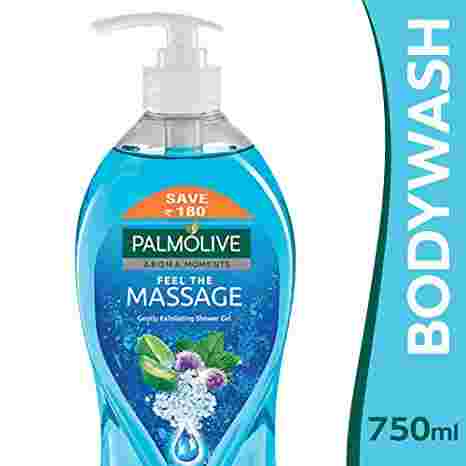 SAVE
₹ 180
PALMOLIVE
AROMA MOMENTS
FEEL THE
MASSAGE
Gently Exfoliating Shower Gel
BODYWASH
750ml